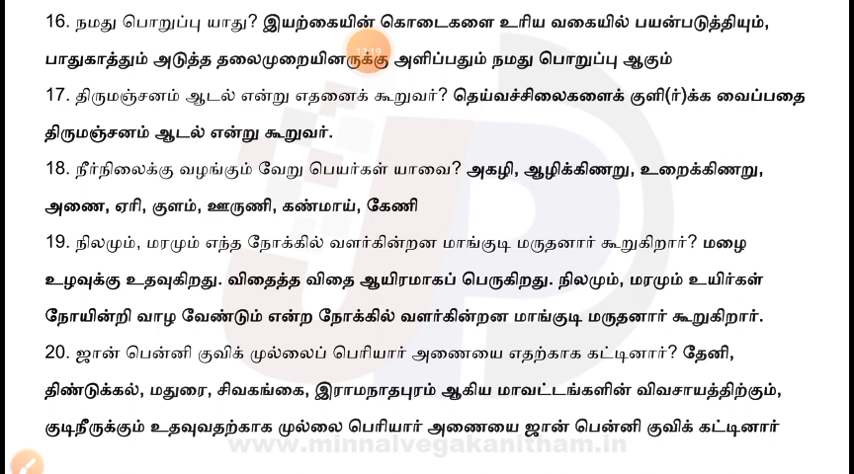 16. நமது பொறுப்பு யாது? இயற்கையின் கொடைகளை உரிய வகையில் பயன்படுத்தியும்,
பாதுகாத்தும் அடுத்த தலைமுறையினருக்கு அளிப்பதும் நமது பொறுப்பு ஆகும்
17. திருமஞ்சனம் ஆடல் என்று எதனைக் கூறுவர்? தெய்வச்சிலைகளைக் குளி(ர்)க்க வைப்பதை
திருமஞ்சனம் ஆடல் என்று கூறுவர்.
18. நீர்நிலைக்கு வழங்கும் வேறு பெயர்கள் யாவை? அகழி, ஆழிக்கிணறு, உறைக்கிணறு,
அணை, ஏரி, குளம், ஊருணி, கண்மாய், கேணி
19. நிலமும், மரமும் எந்த நோக்கில் வளர்கின்றன மாங்குடி மருதனார் கூறுகிறார்? மழை
உழவுக்கு உதவுகிறது. விதைத்த விதை ஆயிரமாகப் பெருகிறது. நிலமும், மரமும் உயிர்கள்
நோயின்றி வாழ வேண்டும் என்ற நோக்கில் வளர்கின்றன மாங்குடி மருதனார் கூறுகிறார்.
20. ஜான் பென்னி குவிக் முல்லைப் பெரியார் அணையை எதற்காக கட்டினார்? தேனி,
திண்டுக்கல், மதுரை, சிவகங்கை, இராமநாதபுரம் ஆகிய மாவட்டங்களின் விவசாயத்திற்கும்,
குடிநீருக்கும் உதவுவதற்காக முல்லை பெரியார் அணையை ஜான் பென்னி குவிக் கட்டினார்
www.minnalvegakanitham.in